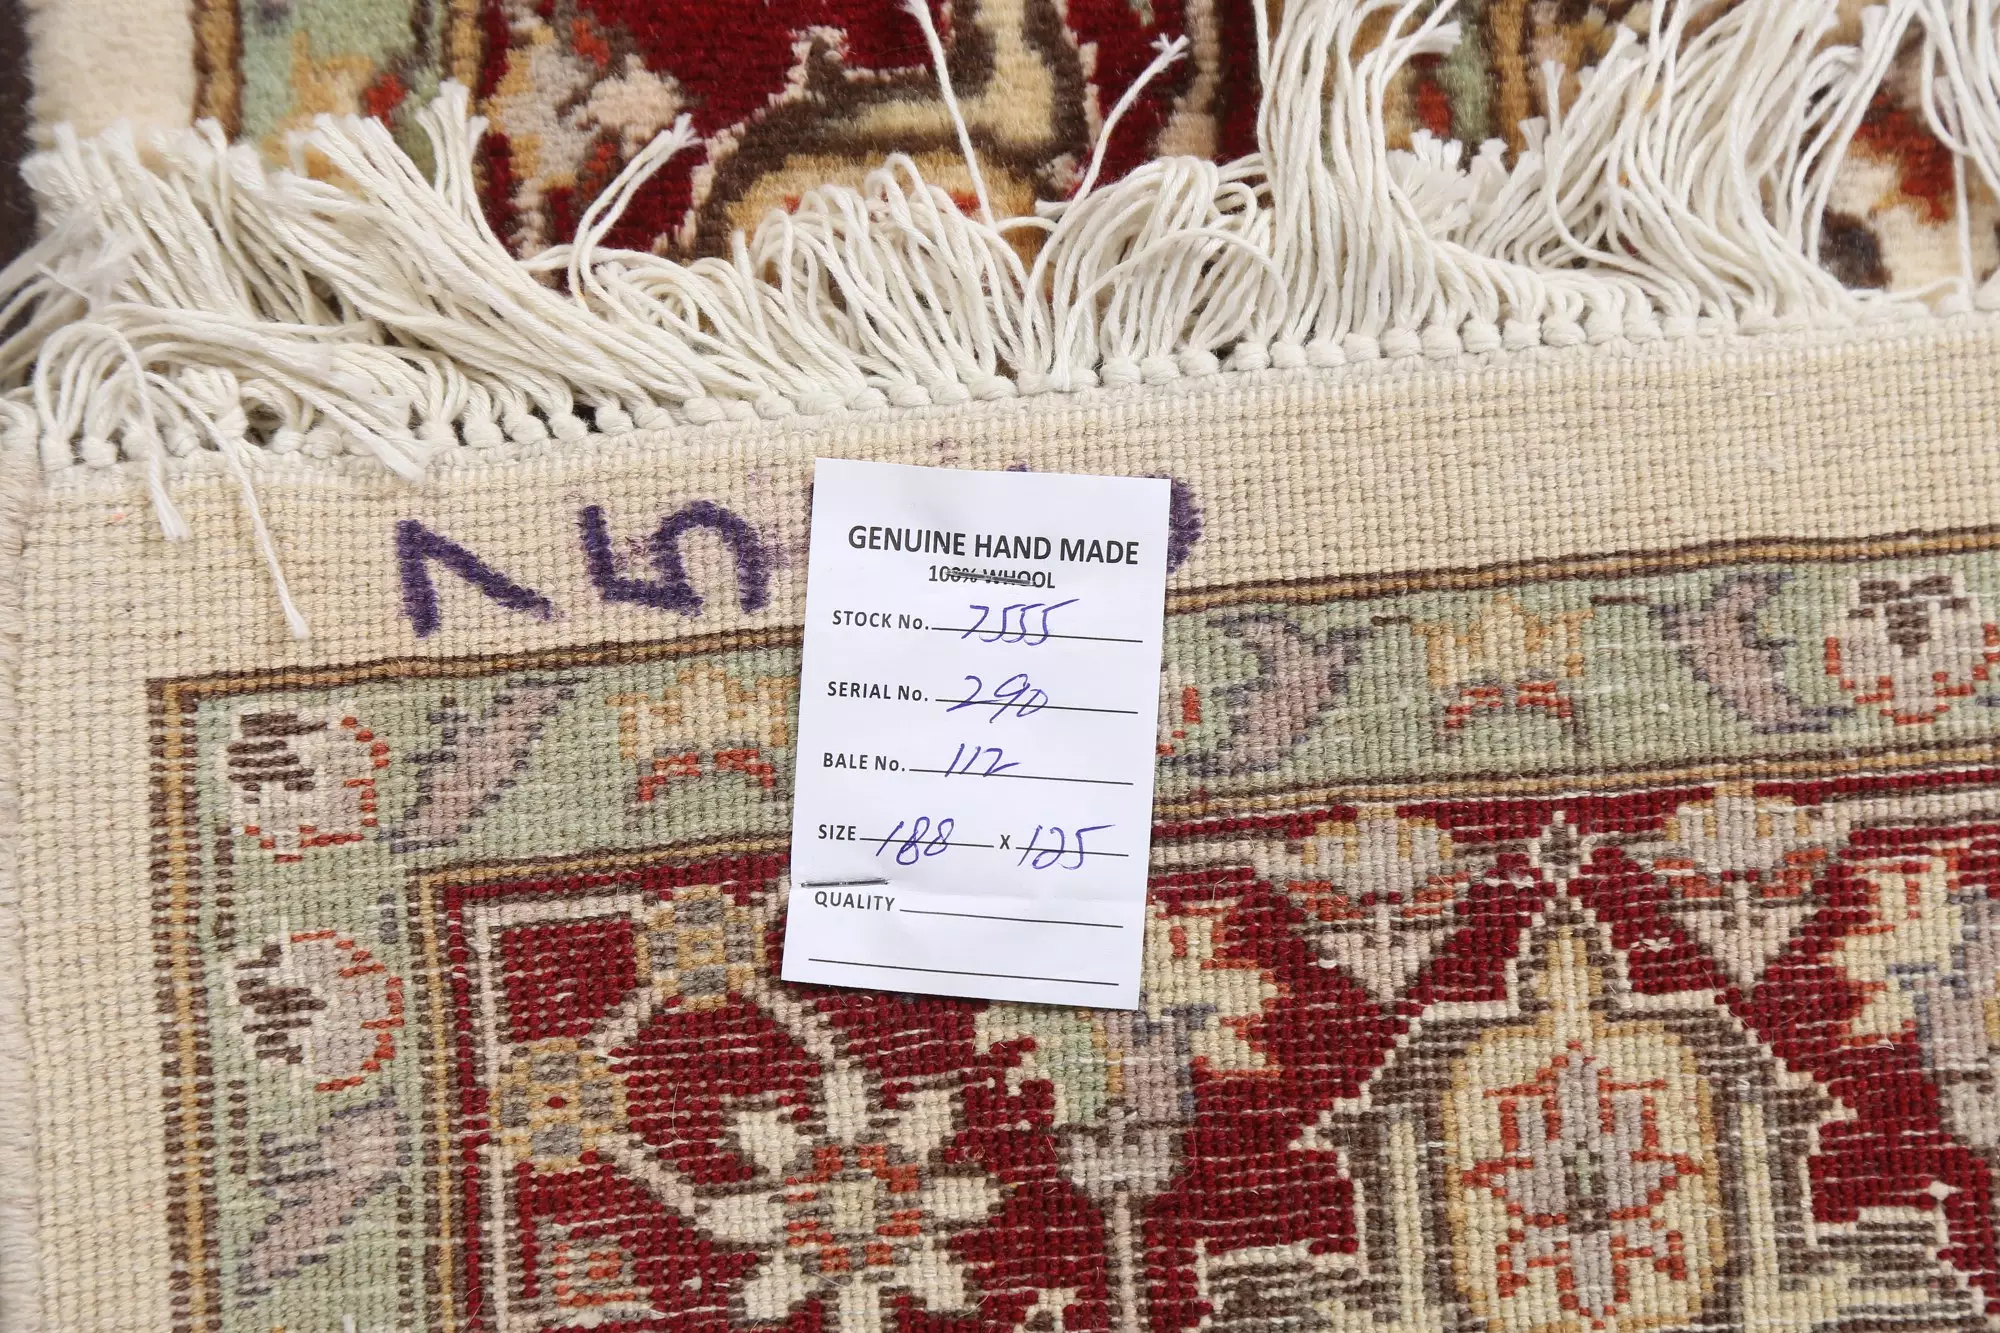 75
GENUINE HAND MADE
100% WHOOL
STOCK No. 7555
SERIAL No. 290
BALE No. 112
SIZE 188 x 125
QUALITY